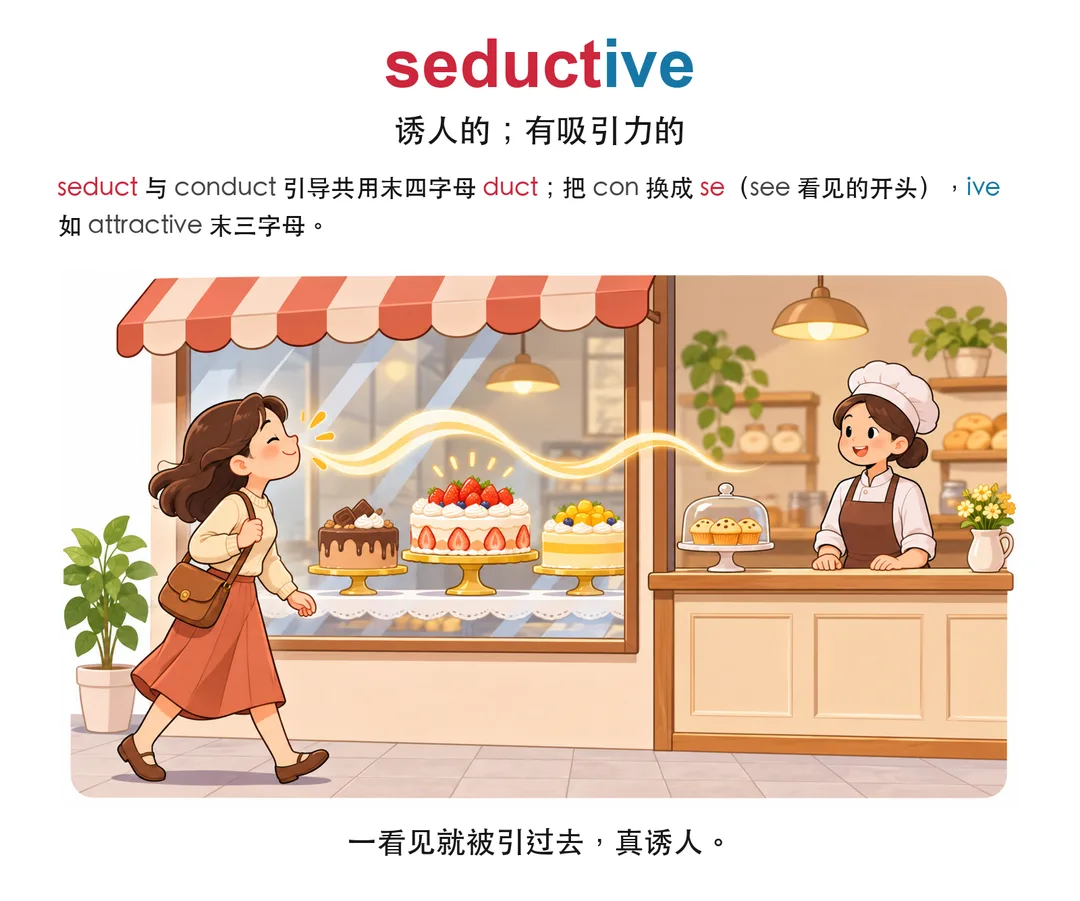 seductive
诱人的；有吸引力的
seduct 与 conduct 引导共用末四字母 duct；把 con 换成 se（see 看见的开头），ive
如 attractive 末三字母。
一看见就被引过去，真诱人。